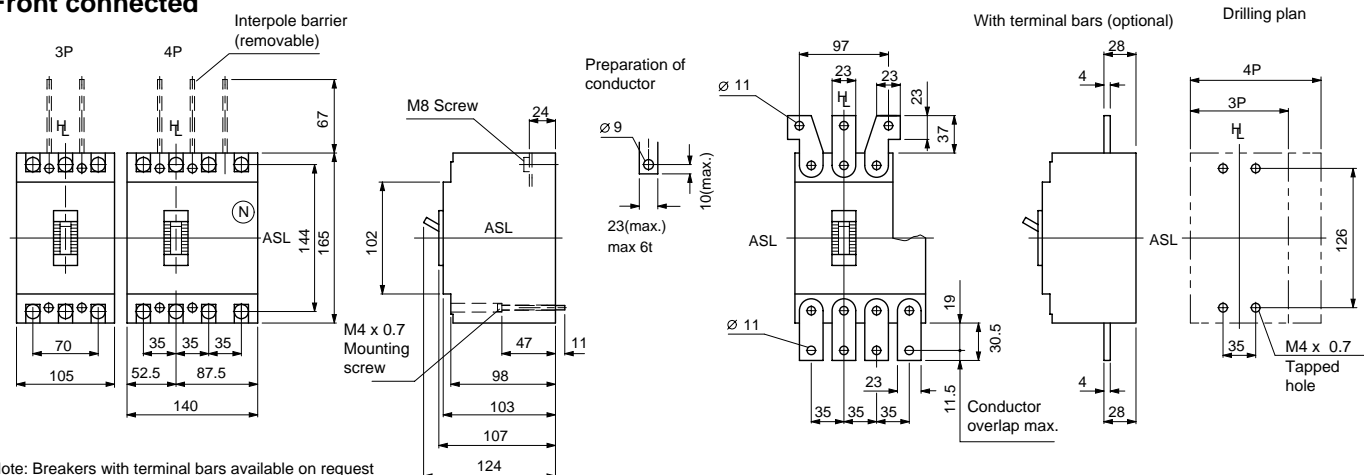 Front connected
Interpole barrier
(removable)
3P
4P
67
HL
HL
N
ASL
144
165
70
105
35
35
35
52.5
87.5
140
M8 Screw
24
102
ASL
M4 x 0.7
Mounting
screw
47
11
98
103
107
124
Preparation of
conductor
Ø 9
10(max.)
23(max.)
max 6t
With terminal bars (optional)
97
23
23
Ø 11
HL
23
37
ASL
Ø 11
19
30.5
11.5
23
35
35
35
Conductor
overlap max.
28
4
ASL
4
28
Drilling plan
4P
3P
HL
126
35
M4 x 0.7
Tapped
hole
Note: Breakers with terminal bars available on request